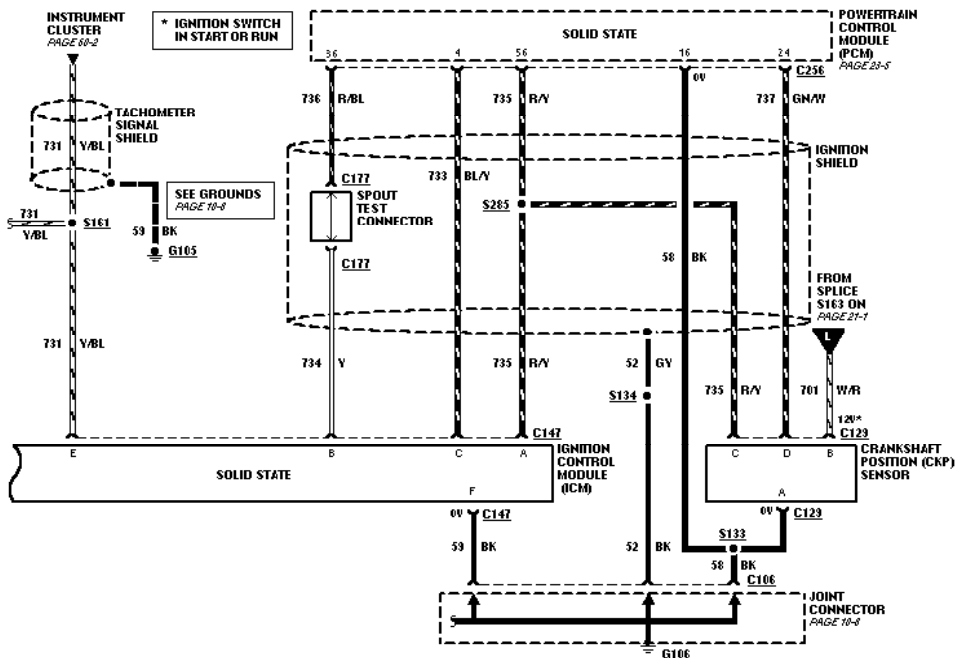 INSTRUMENT
CLUSTER
PAGE 60-2
* IGNITION SWITCH
IN START OR RUN
SOLID STATE
36
4
56
16
24
POWERTRAIN
CONTROL
MODULE
(PCM)
PAGE 23-5
C256
0V
736
R/BL
735
R/Y
737
GN/W
TACHOMETER
SIGNAL
SHIELD
731
Y/BL
IGNITION
SHIELD
C177
733
BL/Y
SEE GROUNDS
PAGE 10-6
SPOUT
TEST
CONNECTOR
S285
731
Y/BL
S161
59
BK
G105
C177
58
BK
FROM
SPLICE
S163 ON
PAGE 21-1
L
731
Y/BL
734
Y
735
R/Y
52
GY
S134
735
R/Y
701
W/R
12V*
C147
C129
E
B
C
A
C
D
B
SOLID STATE
IGNITION
CONTROL
MODULE
(ICM)
SOLID STATE
CRANKSHAFT
POSITION (CKP)
SENSOR
F
A
0V
C147
0V
C129
S133
59
BK
52
BK
58
BK
C106
JOINT
CONNECTOR
PAGE 10-6
S
G106